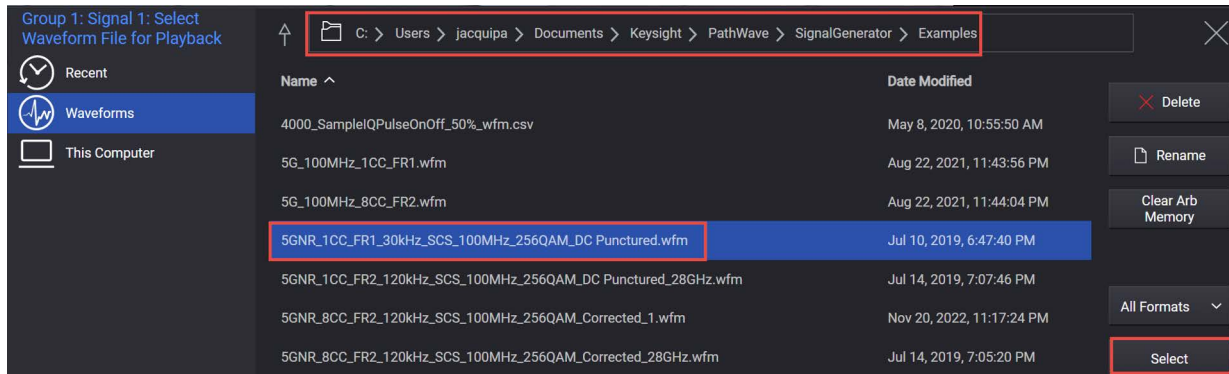 Group 1: Signal 1: Select
Waveform File for Playback
C: > Users > jacquipa > Documents > Keysight > PathWave > SignalGenerator > Examples
Recent
Waveforms
This Computer
Name Date Modified
4000_SampleIQPulseOnOff_50%_wfm.csv May 8, 2020, 10:55:50 AM
5G_100MHz_1CC_FR1.wfm Aug 22, 2021, 11:43:56 PM
5G_100MHz_8CC_FR2.wfm Aug 22, 2021, 11:44:04 PM
5GNR_1CC_FR1_30kHz_SCS_100MHz_256QAM_DC Punctured.wfm Jul 10, 2019, 6:47:40 PM
5GNR_1CC_FR2_120kHz_SCS_100MHz_256QAM_DC Punctured_28GHz.wfm Jul 14, 2019, 7:07:46 PM
5GNR_8CC_FR2_120kHz_SCS_100MHz_256QAM_Corrected_1.wfm Nov 20, 2022, 11:17:24 PM
5GNR_8CC_FR2_120kHz_SCS_100MHz_256QAM_Corrected_28GHz.wfm Jul 14, 2019, 7:05:20 PM
Delete
Rename
Clear Arb
Memory
All Formats
Select